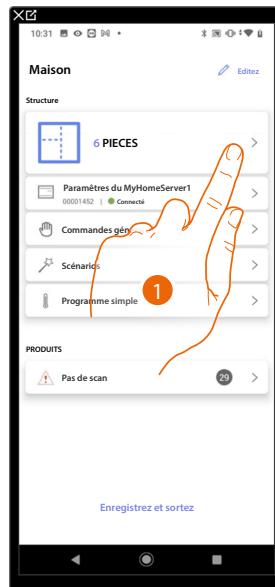 10:31
Maison
Editez
Structure
6 PIECES
Paramètres du MyHomeServer1
00001452 | Connecté
Commandes gén
Scénarios
1
Programme simple
PRODUITS
Pas de scan
29
Enregistrez et sortez